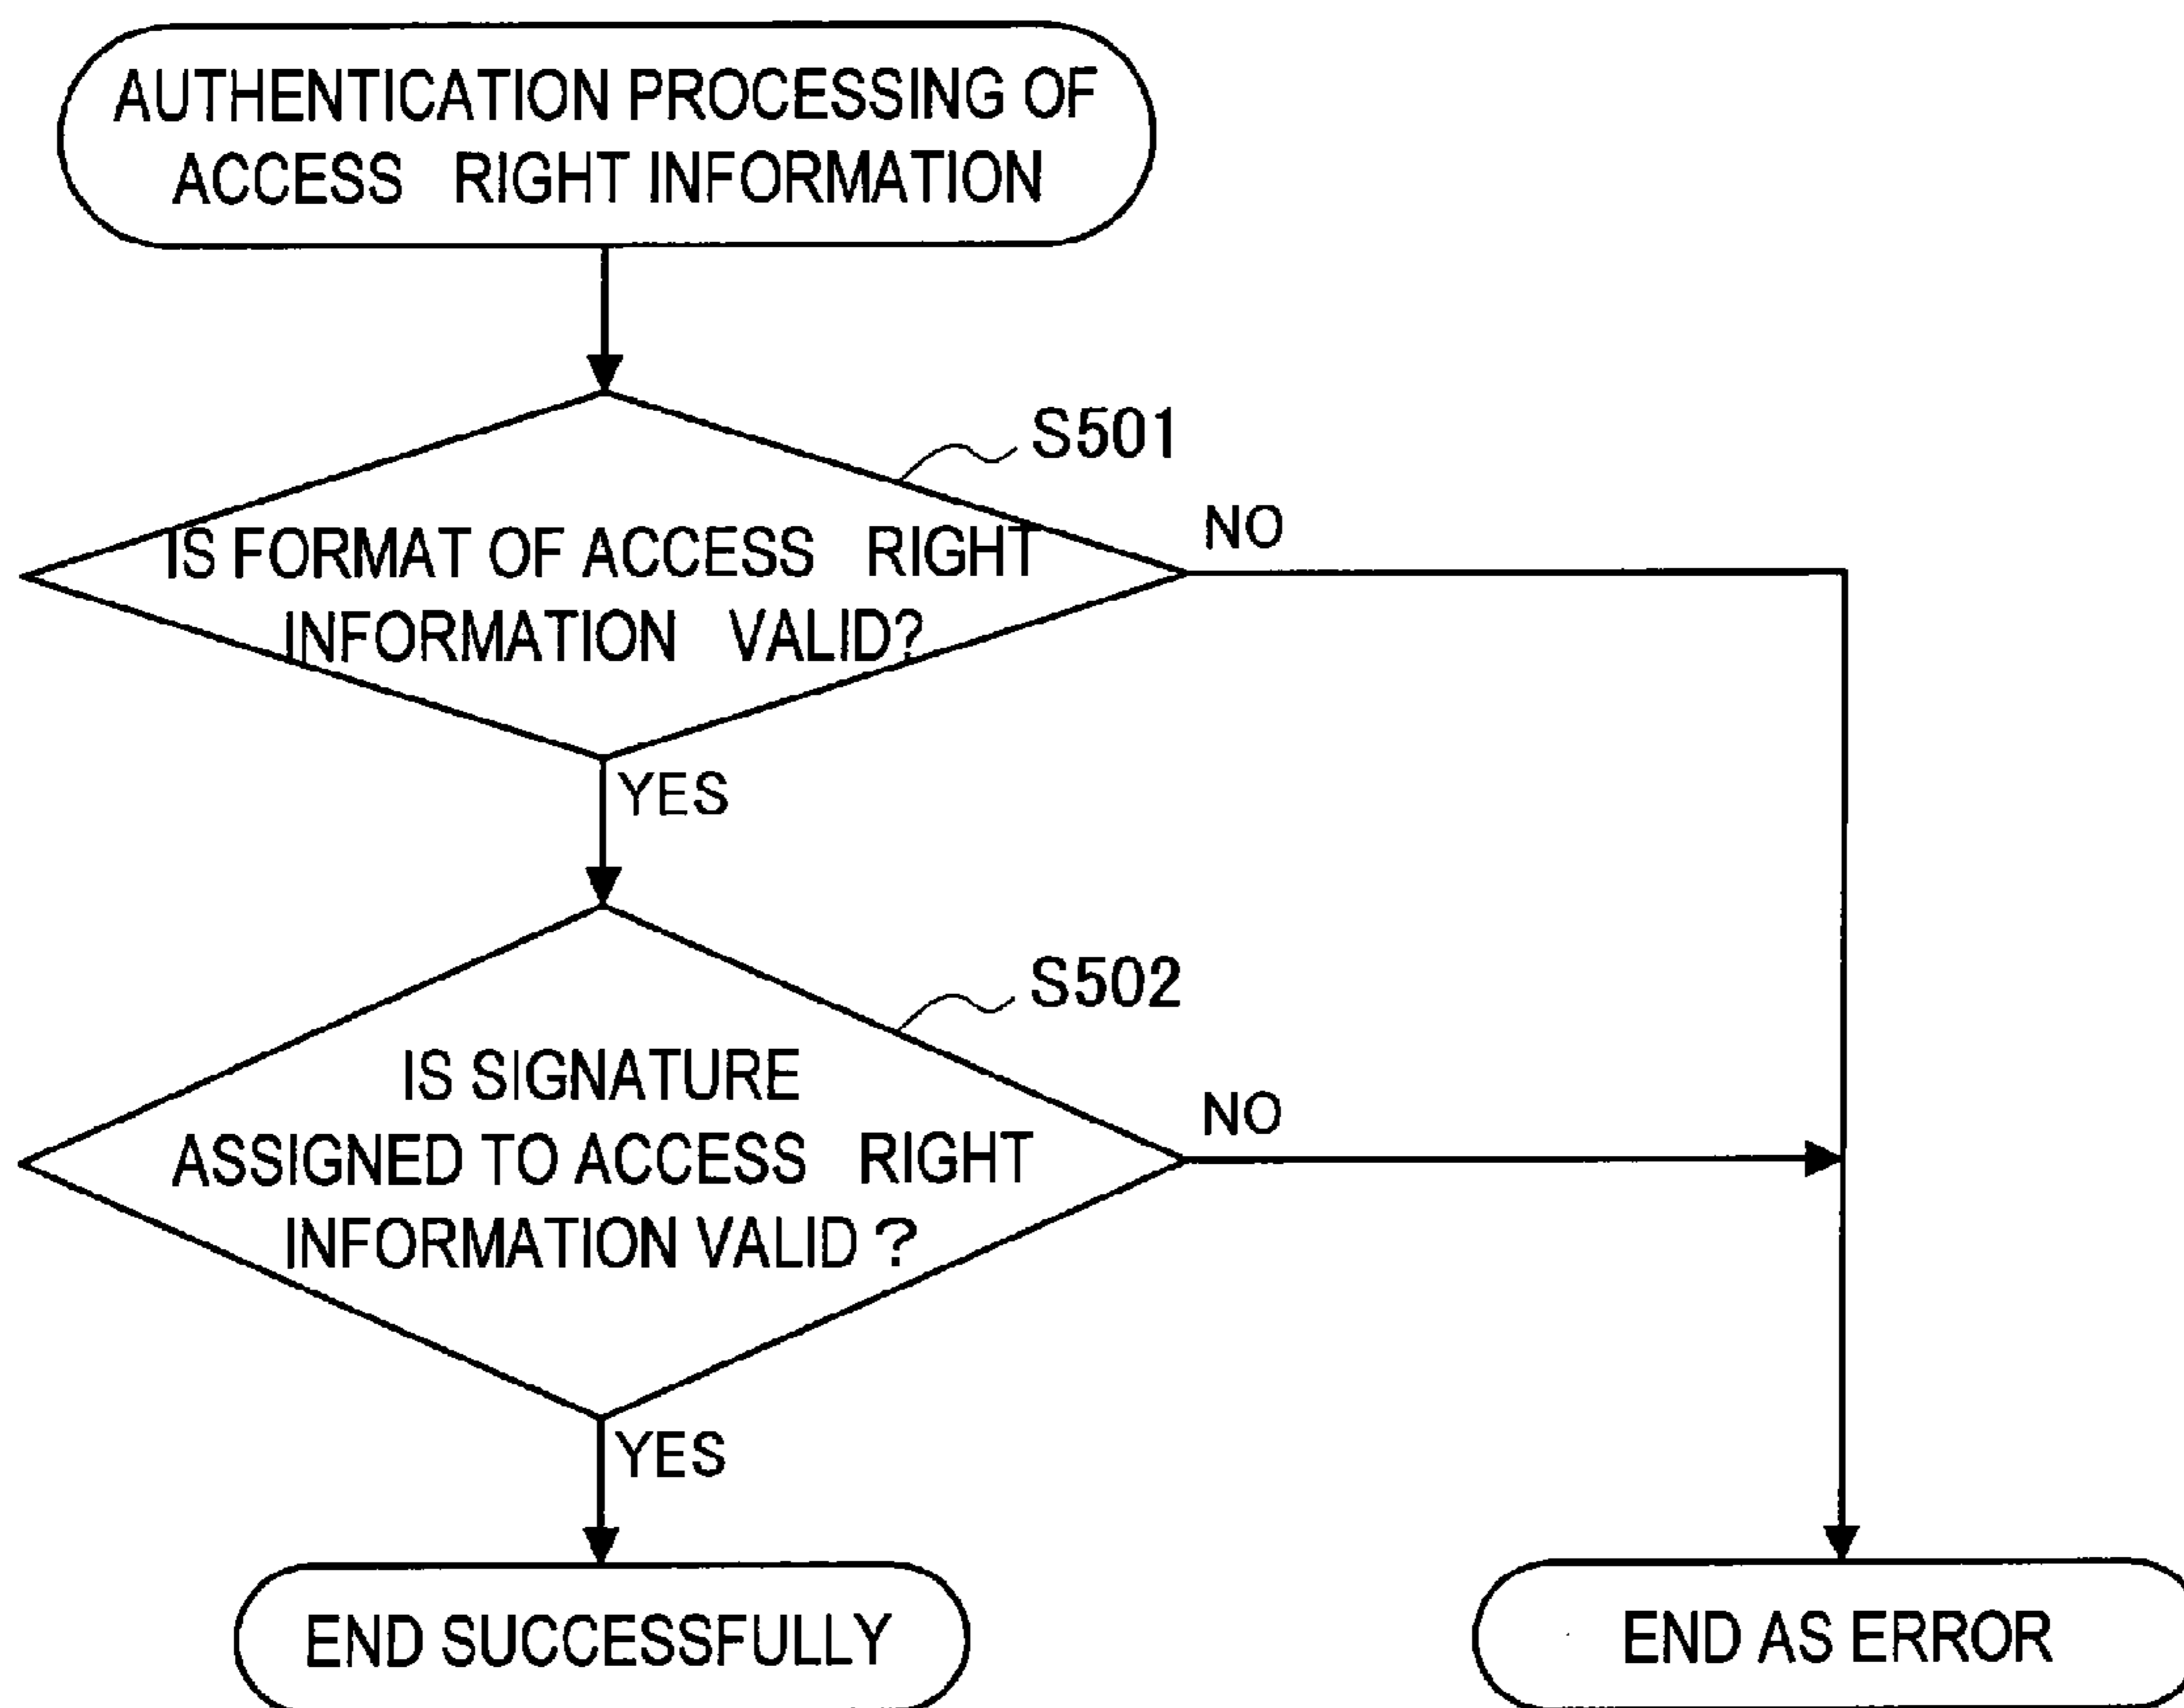 AUTHENTICATION PROCESSING OF
ACCESS RIGHT INFORMATION
S501
IS FORMAT OF ACCESS RIGHT
INFORMATION VALID?
NO
YES
S502
IS SIGNATURE
ASSIGNED TO ACCESS RIGHT
INFORMATION VALID ?
NO
YES
END SUCCESSFULLY
END AS ERROR